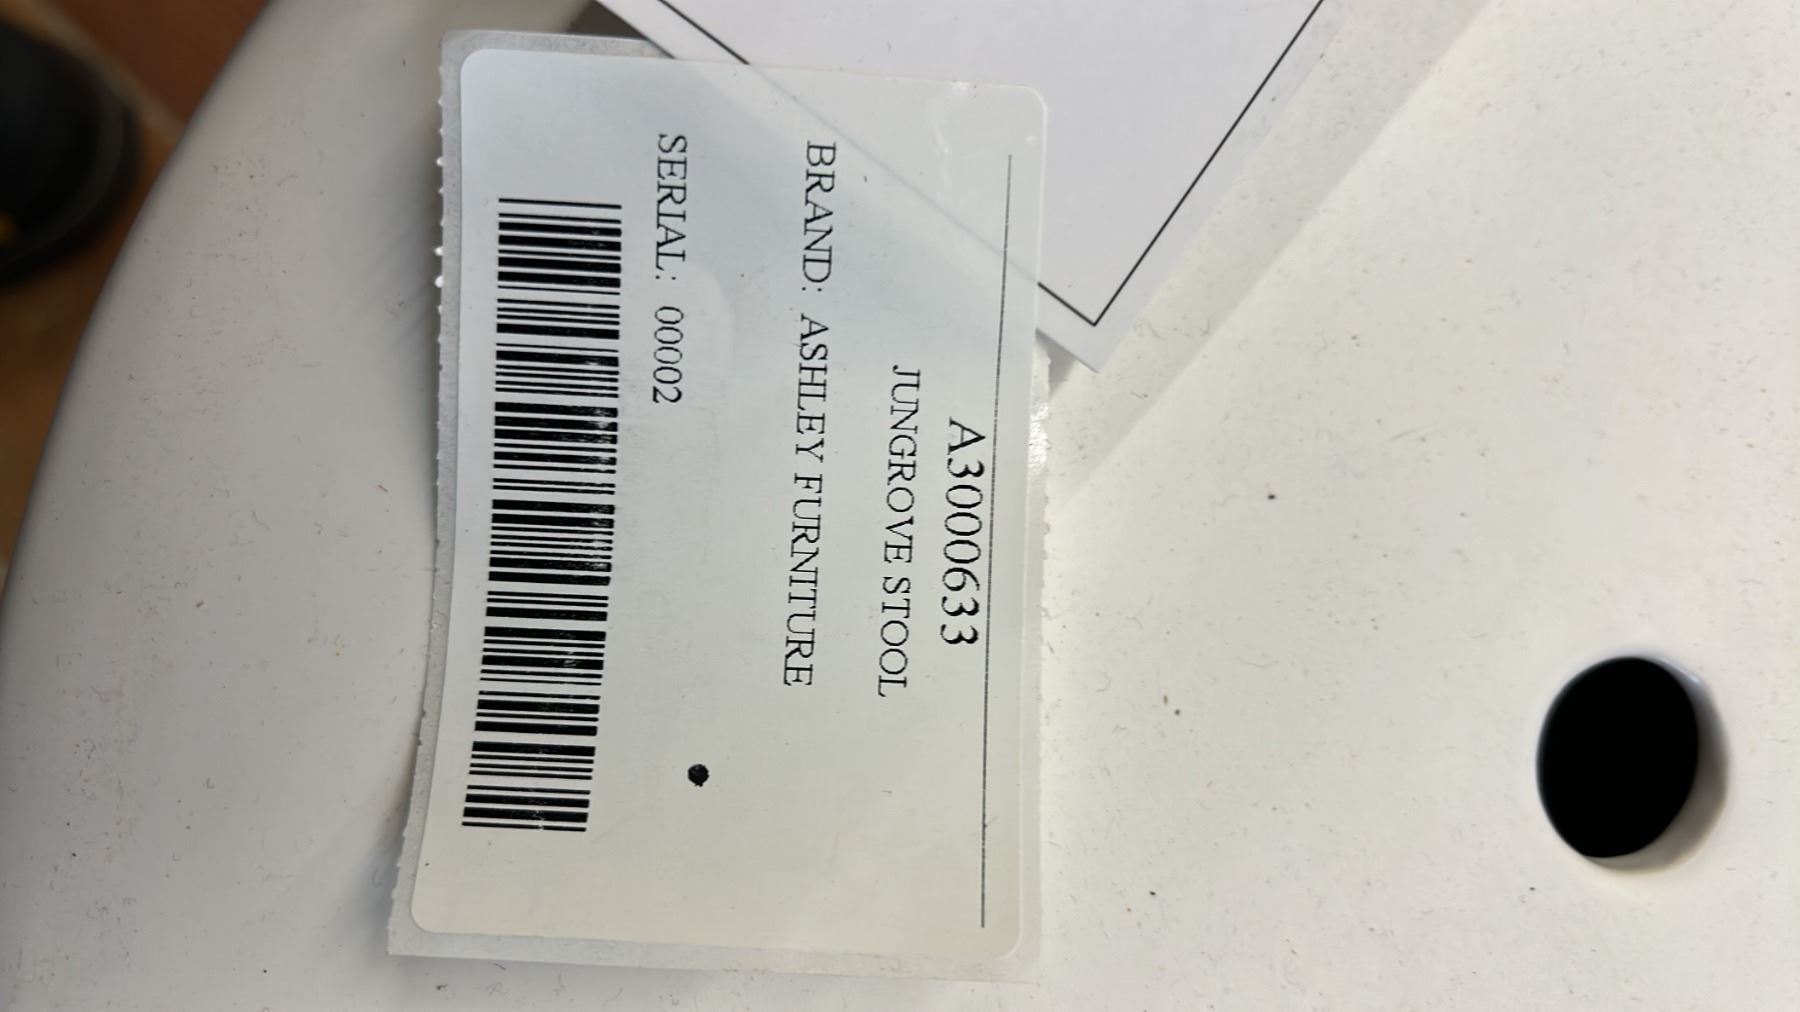 A3000633
JUNGROVE STOOL
BRAND: ASHLEY FURNITURE
SERIAL: 00002